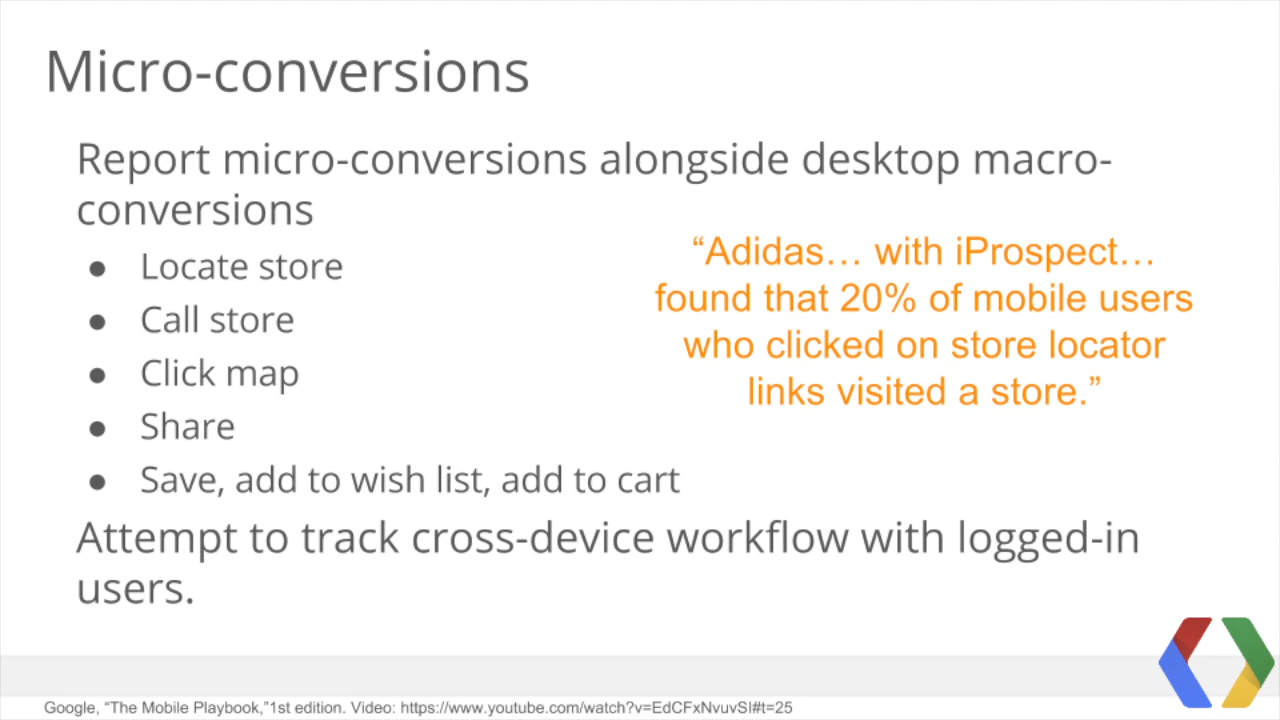 Micro-conversions
Report micro-conversions alongside desktop macro-
conversions
● Locate store
● Call store
● Click map
● Share
● Save, add to wish list, add to cart
“Adidas… with iProspect…
found that 20% of mobile users
who clicked on store locator
links visited a store.”
Attempt to track cross-device workflow with logged-in
users.
Google, “The Mobile Playbook,”1st edition. Video: https://www.youtube.com/watch?v=EdCFxNvuvSI#t=25